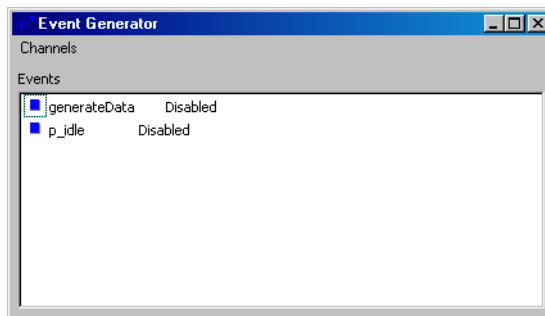 Event Generator
Channels
Events
generateData Disabled
p_idle Disabled